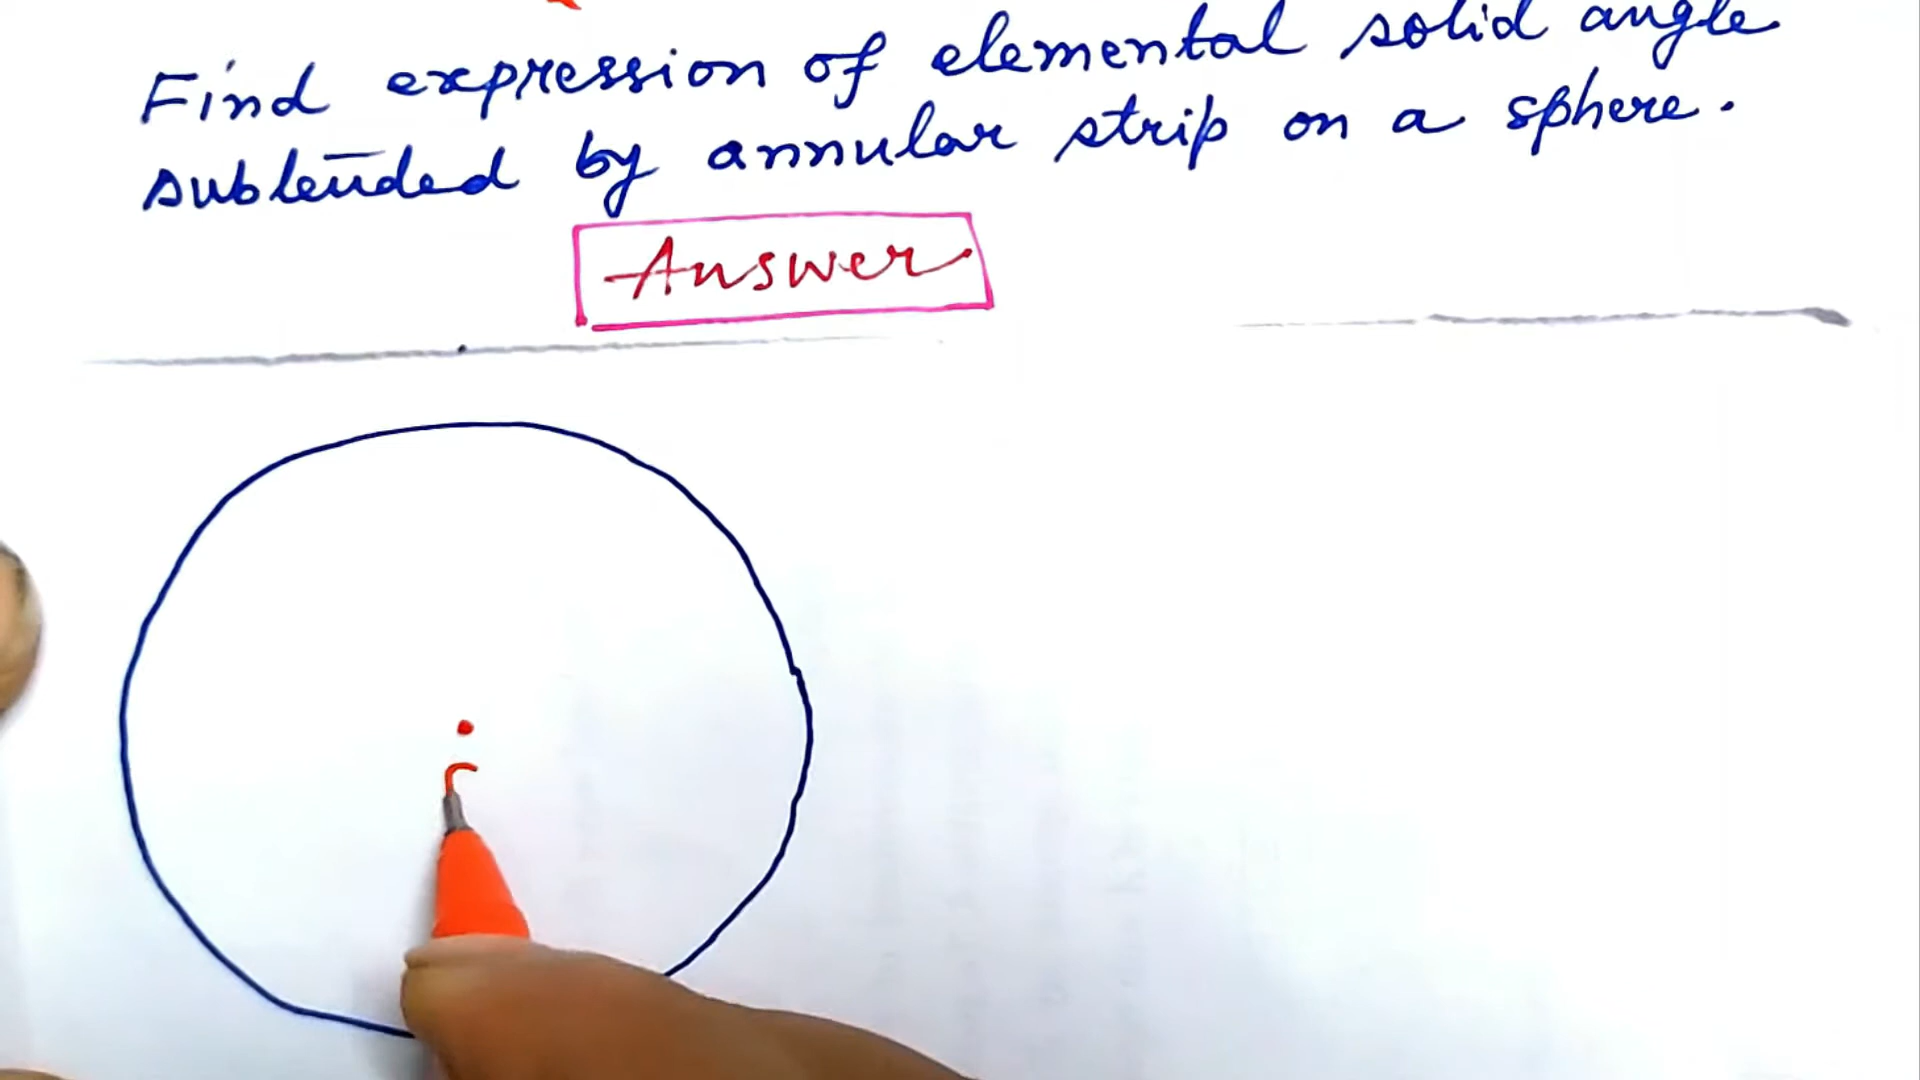 Find expression of elemental solid angle
subtended by annular strip on a sphere.
Answer